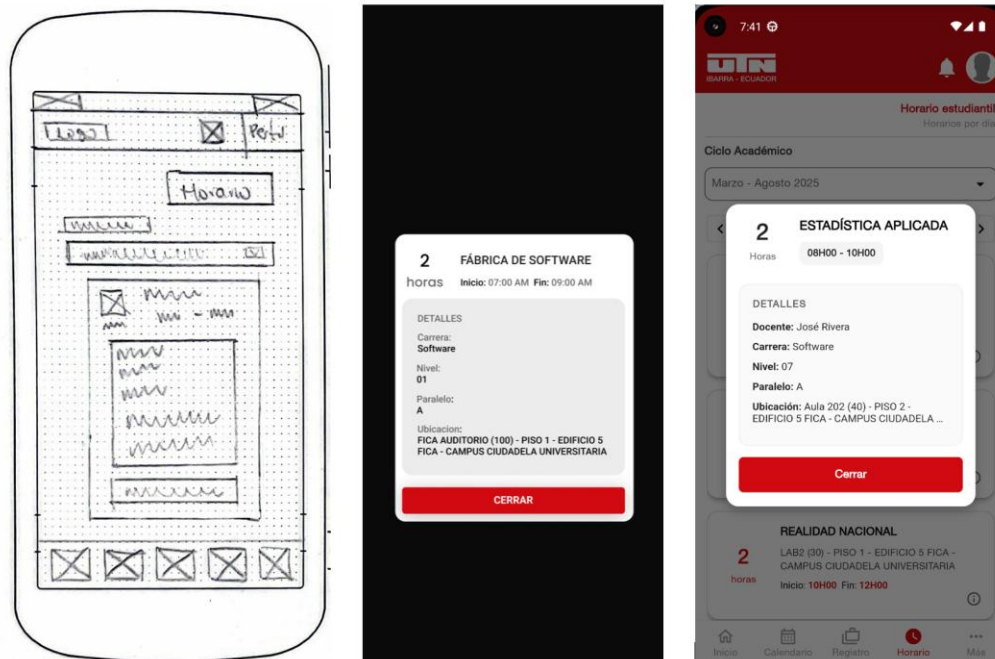 Logo
Perfil
Horario
2
horas
FÁBRICA DE SOFTWARE
Inicio: 07:00 AM Fin: 09:00 AM
DETALLES
Carrera:
Software
Nivel:
01
Paralelo:
A
Ubicacion:
FICA AUDITORIO (100) - PISO 1 - EDIFICIO 5
FICA - CAMPUS CIUDADELA UNIVERSITARIA
CERRAR
7:41
UTN
IBARRA - ECUADOR
Horario estudiantil
Horarios por día
Ciclo Académico
Marzo - Agosto 2025
2
Horas
ESTADÍSTICA APLICADA
08H00 - 10H00
DETALLES
Docente: José Rivera
Carrera: Software
Nivel: 07
Paralelo: A
Ubicación: Aula 202 (40) - PISO 2 -
EDIFICIO 5 FICA - CAMPUS CIUDADELA ...
Cerrar
REALIDAD NACIONAL
2
horas
LAB2 (30) - PISO 1 - EDIFICIO 5 FICA -
CAMPUS CIUDADELA UNIVERSITARIA
Inicio: 10H00 Fin: 12H00
Inicio
Calendario
Registro
Horario
Más